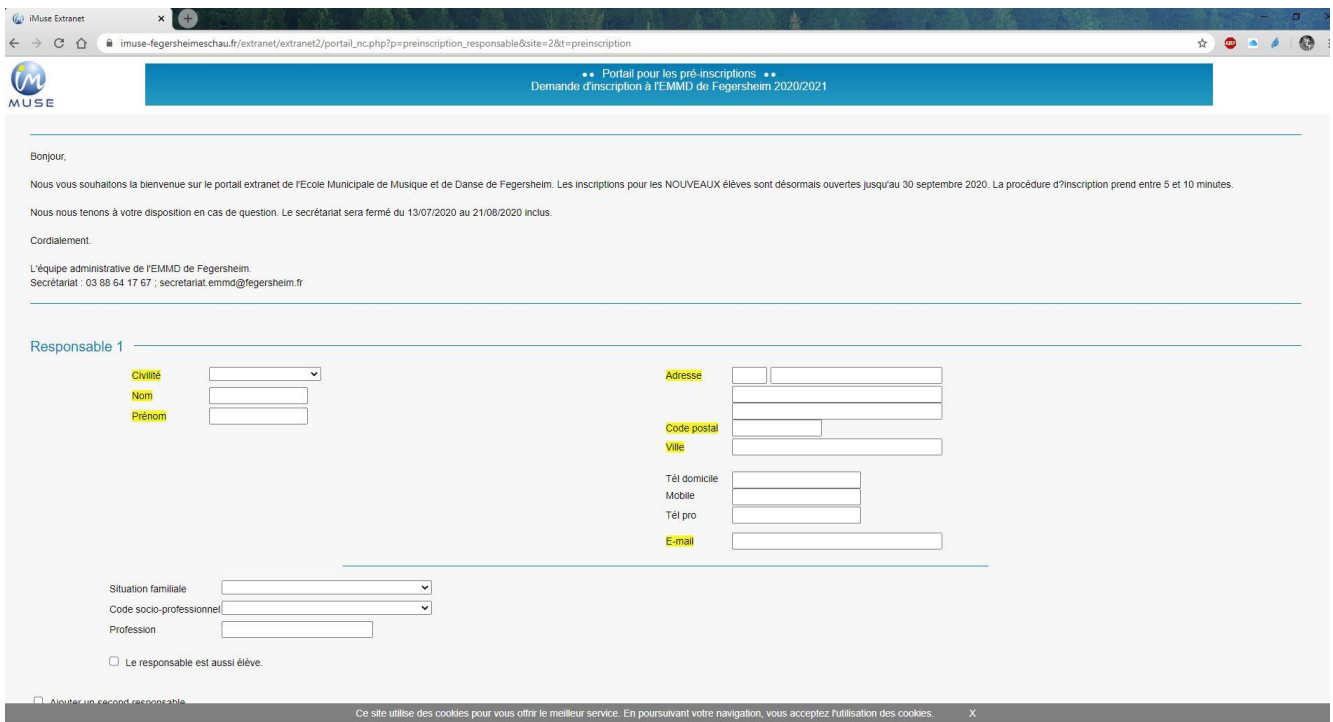 iMuse Extranet
imuse-fegersheimeschau.fr/extranet/extranet2/portail_nc.php?p=preinscription_responsable&site=2&t=preinscription
ABP
MUSE
•• Portail pour les pré-inscriptions ••
Demande d'inscription à l'EMMD de Fegersheim 2020/2021
Bonjour,
Nous vous souhaitons la bienvenue sur le portail extranet de l'Ecole Municipale de Musique et de Danse de Fegersheim. Les inscriptions pour les NOUVEAUX élèves sont désormais ouvertes jusqu'au 30 septembre 2020. La procédure d?inscription prend entre 5 et 10 minutes.
Nous nous tenons à votre disposition en cas de question. Le secrétariat sera fermé du 13/07/2020 au 21/08/2020 inclus.
Cordialement.
L'équipe administrative de l'EMMD de Fegersheim.
Secrétariat : 03 88 64 17 67 ; secretariat.emmd@fegersheim.fr
Responsable 1
Civilité
Nom
Prénom
Adresse
Code postal
Ville
Tél domicile
Mobile
Tél pro
E-mail
Situation familiale
Code socio-professionnel
Profession
Le responsable est aussi élève.
Ajouter un second responsable
Ce site utilise des cookies pour vous offrir le meilleur service. En poursuivant votre navigation, vous acceptez l'utilisation des cookies. X